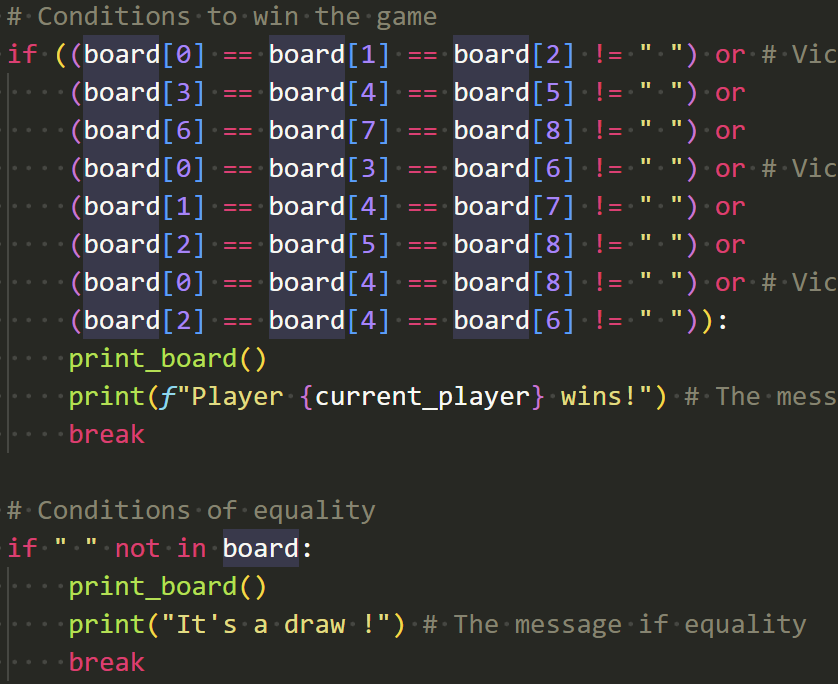 # Conditions to win the game
if ((board[0] == board[1] == board[2] != " ") or # Vic
    (board[3] == board[4] == board[5] != " ") or
    (board[6] == board[7] == board[8] != " ") or
    (board[0] == board[3] == board[6] != " ") or # Vic
    (board[1] == board[4] == board[7] != " ") or
    (board[2] == board[5] == board[8] != " ") or
    (board[0] == board[4] == board[8] != " ") or # Vic
    (board[2] == board[4] == board[6] != " ")):
    print_board()
    print(f"Player {current_player} wins!") # The mess
    break

# Conditions of equality
if " " not in board:
    print_board()
    print("It's a draw !") # The message if equality
    break